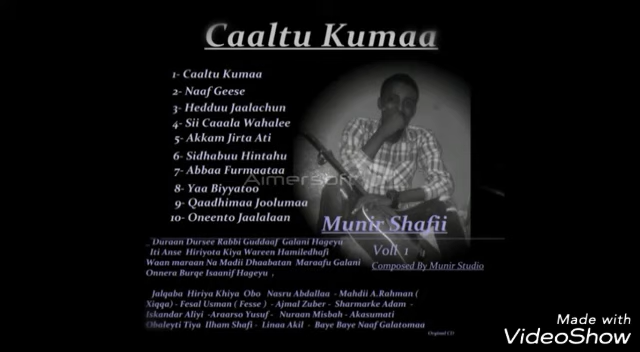 Caaltu Kumaa
1- Caaltu Kumaa
2- Naaf Geese
3- Hedduu Jaalachun
4- Sii Caaala Wahalee
5- Akkam Jirta Ati
6- Sidhabuu Hintahu
7- Abbaa Furmaataa
8- Yaa Biyyatoo
9- Qaadhimaa Joolumaa
10- Oneento Jaalalaan
Aimersoft
Munir Shafii
Voll 1
Composed By Munir Studio
Duraan Dursee Rabbi Guddaaf Galani Hageyu
Iti Anse Hiriyota Kiya Wareen Hamiledhafi
Waan maraan Na Madii Dhaabatan Maraafu Galani
Onnera Burqe Isaanif Hageyu ,
Jalqaba Hiriya Khiya Obo Nasru Abdallaa - Mahdii A.Rahman (
Xiqqa) - Fesal Usman ( Fesse ) - Ajmal Zuber - Sharmarke Adam -
Iskandar Aliyi -Araarso Yusuf - Nuraan Misbah - Akasumati
Obaleyti Tiya Ilham Shafi - Linaa Akil - Baye Baye Naaf Galatomaa
Orginal CD
Made with
VideoShow